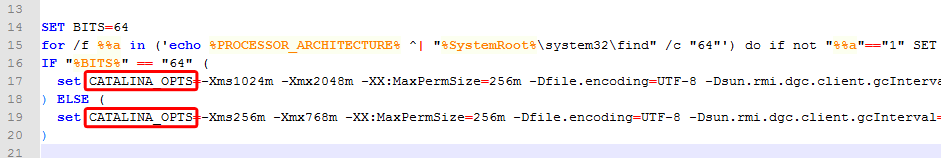 13
14 SET BITS=64
15 for /f %%a in ('echo %PROCESSOR_ARCHITECTURE% ^| "%SystemRoot%\system32\find" /c "64"') do if not "%%a"=="1" SET
16 IF "%BITS%" == "64" (
17 set CATALINA_OPTS=-Xms1024m -Xmx2048m -XX:MaxPermSize=256m -Dfile.encoding=UTF-8 -Dsun.rmi.dgc.client.gcInterval
18 ) ELSE (
19 set CATALINA_OPTS=-Xms256m -Xmx768m -XX:MaxPermSize=256m -Dfile.encoding=UTF-8 -Dsun.rmi.dgc.client.gcInterval=
20 )
21